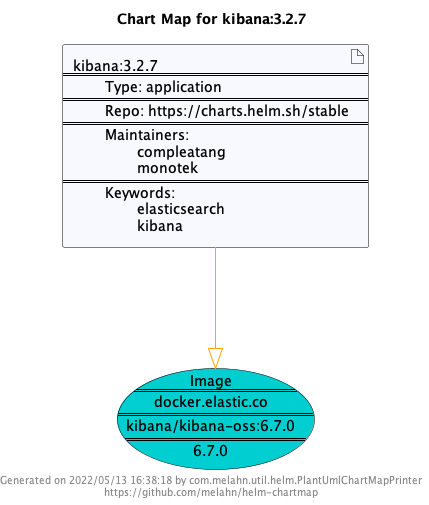 Chart Map for kibana:3.2.7
kibana:3.2.7
Type: application
Repo: https://charts.helm.sh/stable
Maintainers:
compleatang
monotek
Keywords:
elasticsearch
kibana
Image
docker.elastic.co
kibana/kibana-oss:6.7.0
6.7.0
Generated on 2022/05/13 16:38:18 by com.melahn.util.helm.PlantUmlChartMapPrinter
https://github.com/melahn/helm-chartmap